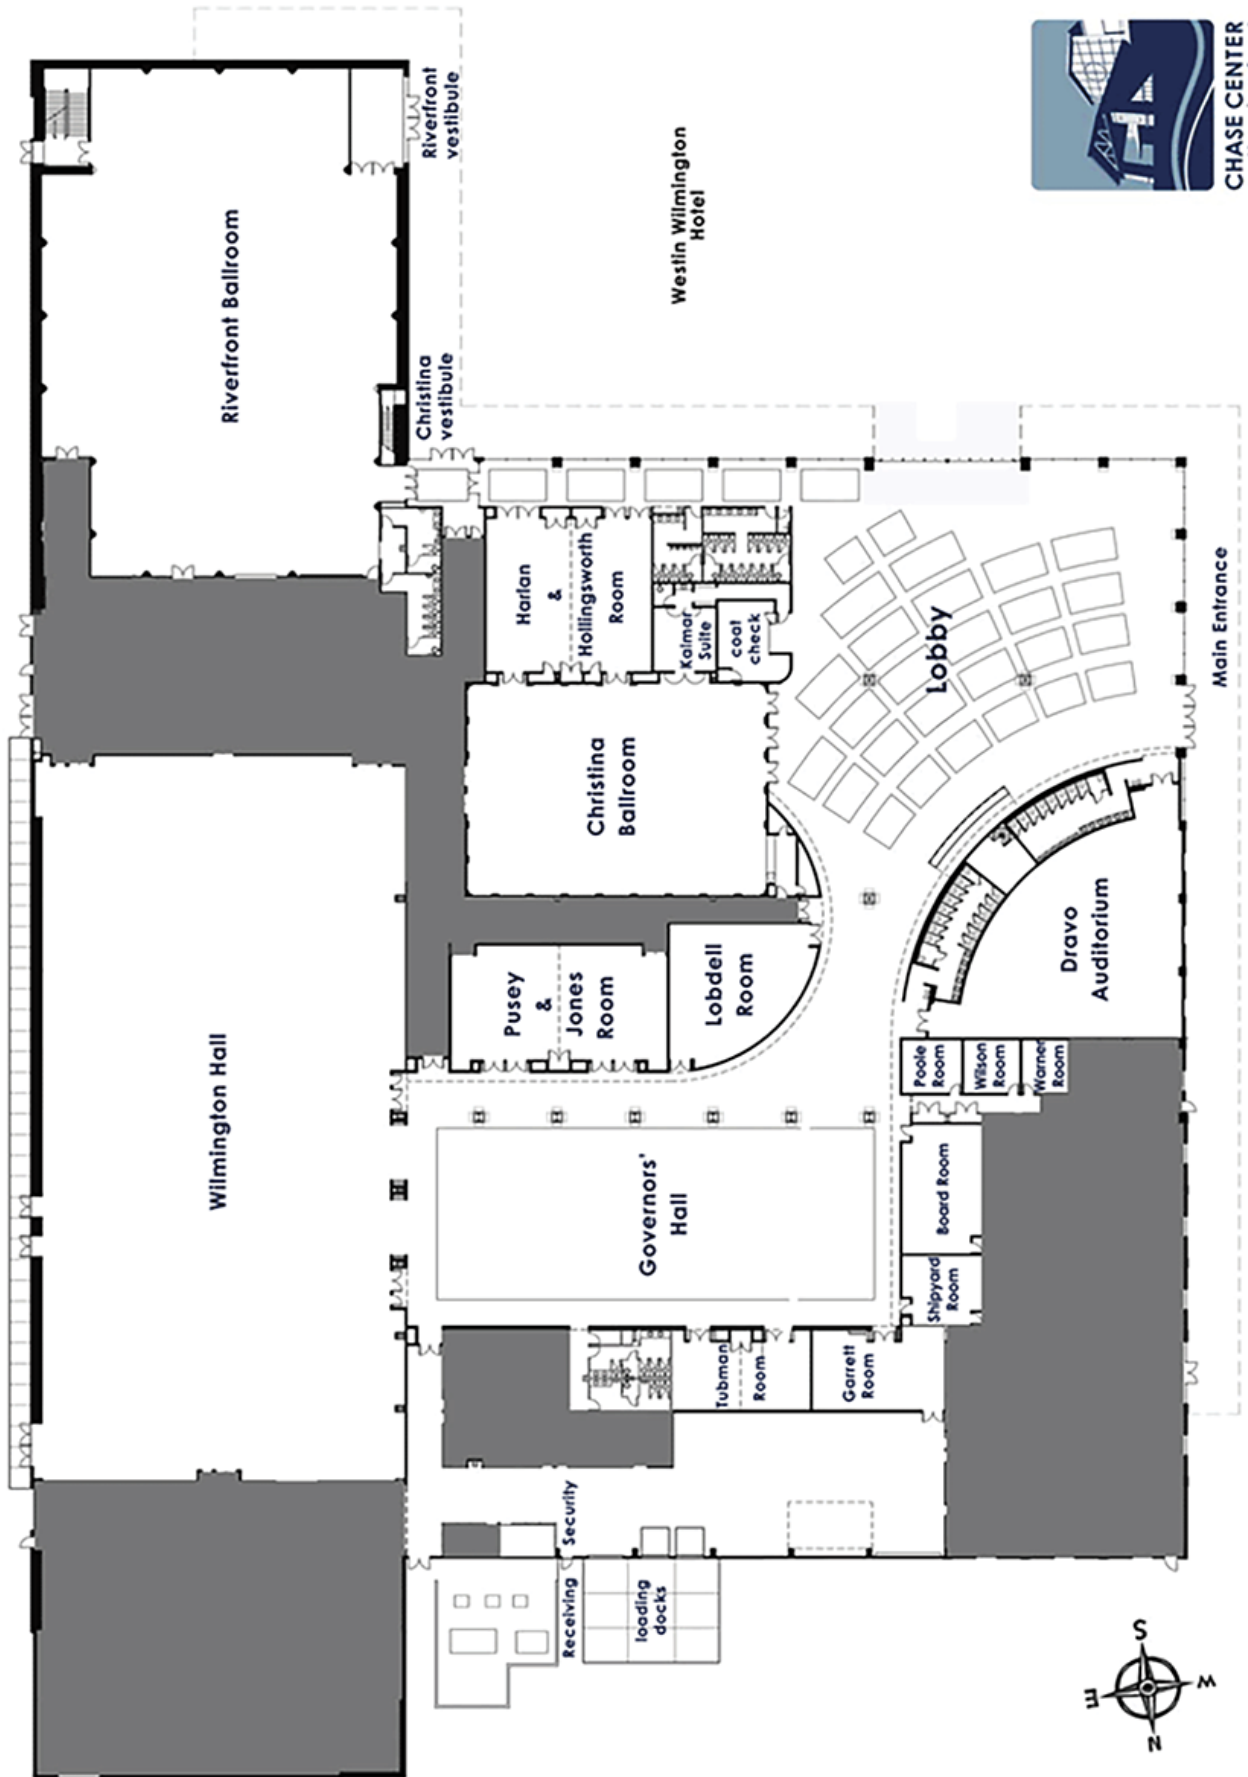 Riverfront
vestibule
Riverfront Ballroom
Westin Wilmington
Hotel
CHASE CENTER
Christina
vestibule
Harlan
&
Hollingsworth
Room
Kalmar
Suite
coat
check
Lobby
Main Entrance
Christina
Ballroom
Dravo
Auditorium
Pusey
&
Jones
Room
Lobdell
Room
Wilmington Hall
Poole
Room
Wilson
Room
Warner
Room
Governors'
Hall
Board Room
Shipyard
Room
Tubman
Room
Garrett
Room
Security
Receiving
loading
docks
S
E
W
N